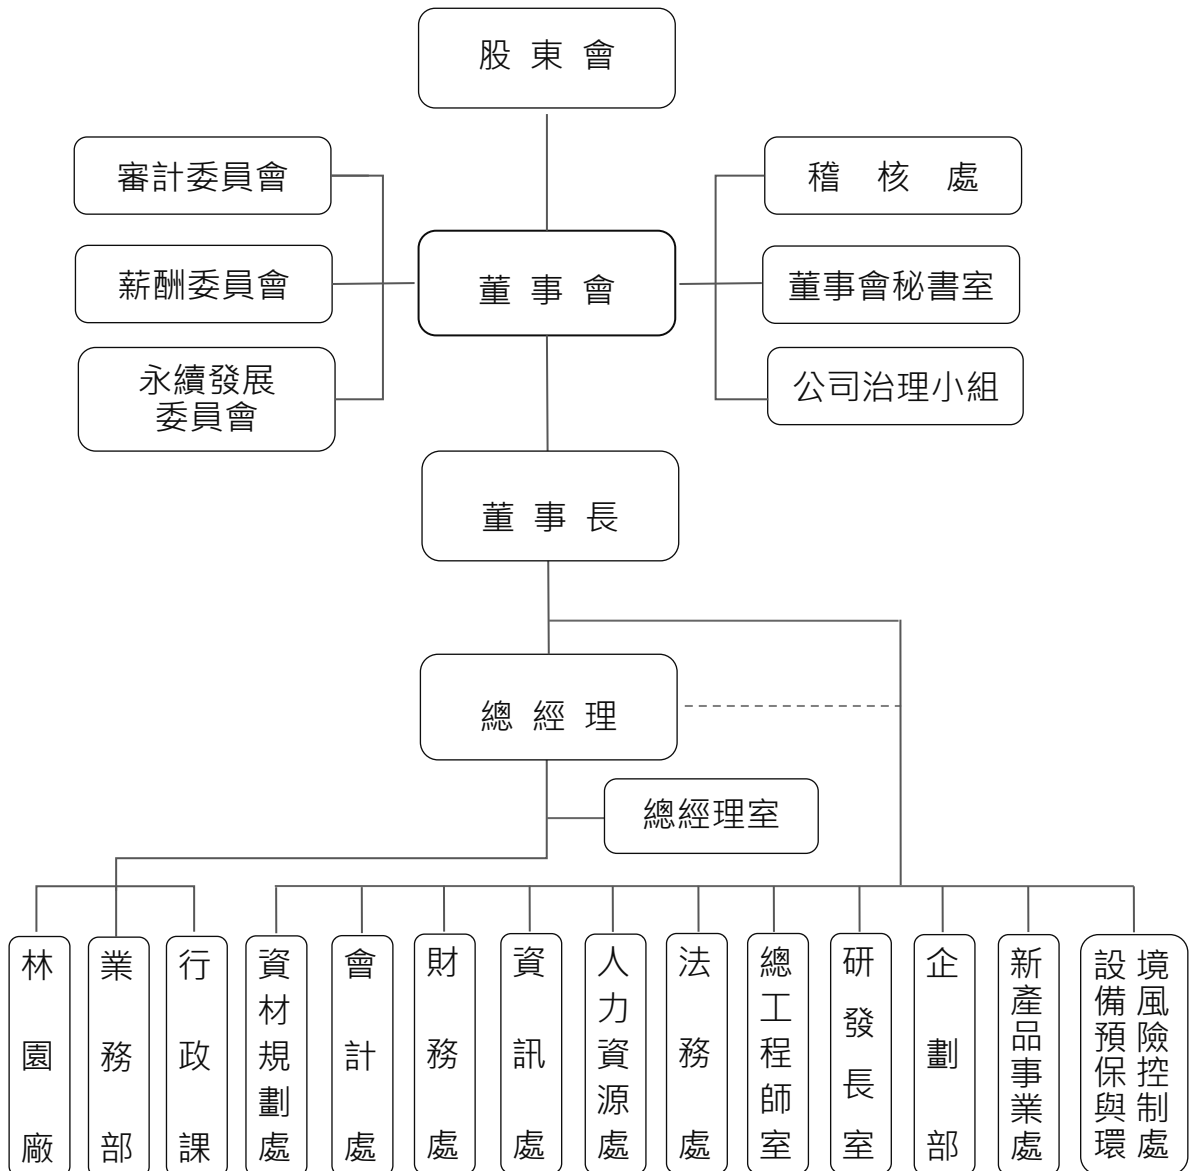 股東會
審計委員會
稽核處
薪酬委員會
董事會
董事會秘書室
永續發展
委員會
公司治理小組
董事長
總經理
總經理室
林園廠
業務部
行政課
資材規劃處
會計處
財務處
資訊處
人力資源處
法務處
總工程師室
研發長室
企劃部
新產品事業處
設備預保與環
境風險控制處